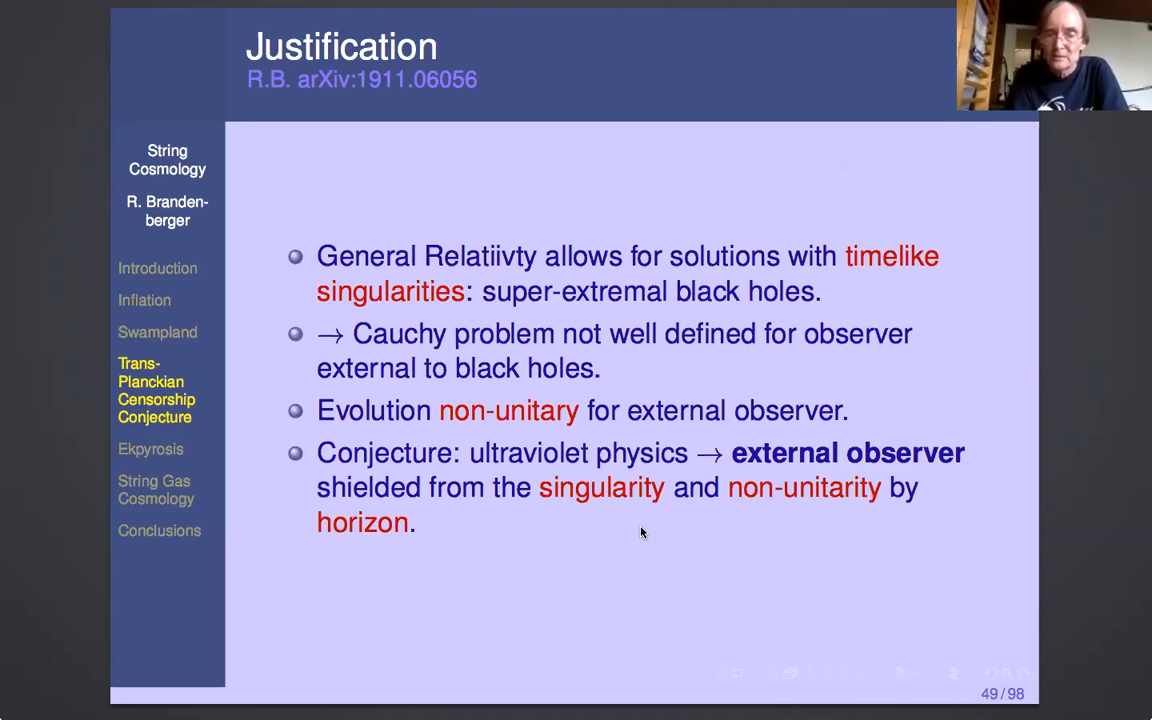 Justification
R.B. arXiv:1911.06056
String
Cosmology
R. Branden-
berger
Introduction
Inflation
Swampland
Trans-
Planckian
Censorship
Conjecture
Ekpyrosis
String Gas
Cosmology
Conclusions
General Relatiivty allows for solutions with timelike
singularities: super-extremal black holes.
→ Cauchy problem not well defined for observer
external to black holes.
Evolution non-unitary for external observer.
Conjecture: ultraviolet physics → external observer
shielded from the singularity and non-unitarity by
horizon.
49 / 98